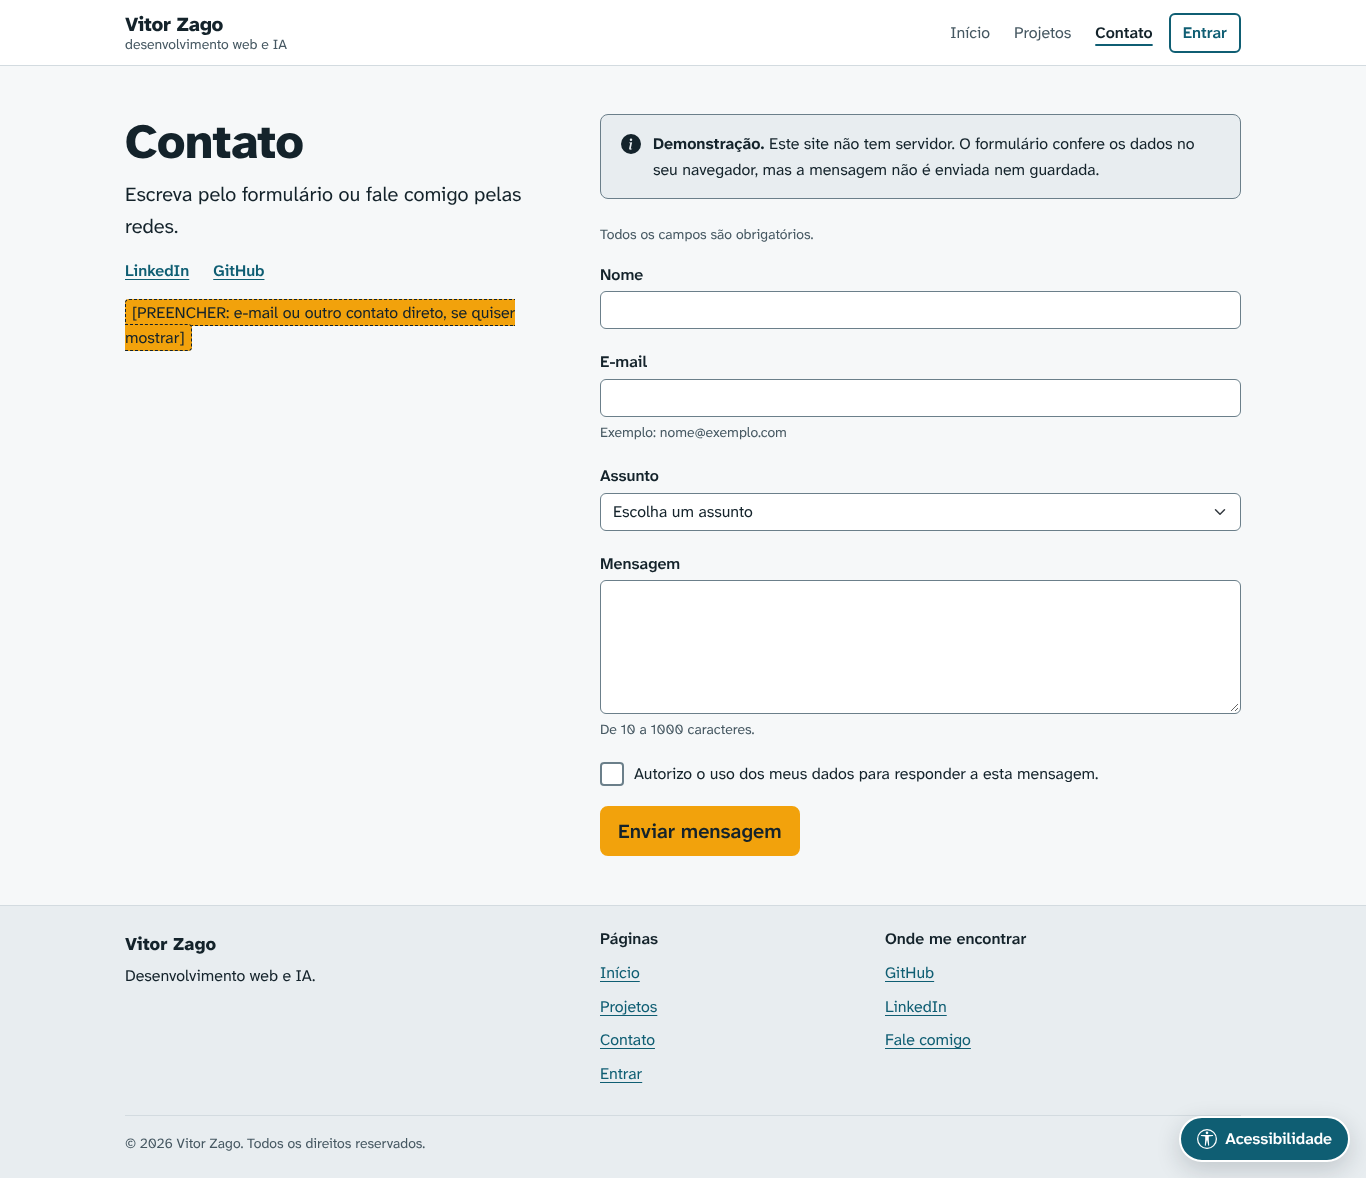 Vitor Zago
desenvolvimento web e IA
Início
Projetos
Contato
Entrar
Contato
Escreva pelo formulário ou fale comigo pelas
redes.
LinkedIn
GitHub
[PREENCHER: e-mail ou outro contato direto, se quiser
mostrar]
Demonstração. Este site não tem servidor. O formulário confere os dados no
seu navegador, mas a mensagem não é enviada nem guardada.
Todos os campos são obrigatórios.
Nome
E-mail
Exemplo: nome@exemplo.com
Assunto
Escolha um assunto
Mensagem
De 10 a 1000 caracteres.
Autorizo o uso dos meus dados para responder a esta mensagem.
Enviar mensagem
Vitor Zago
Desenvolvimento web e IA.
Páginas
Início
Projetos
Contato
Entrar
Onde me encontrar
GitHub
LinkedIn
Fale comigo
© 2026 Vitor Zago. Todos os direitos reservados.
Acessibilidade